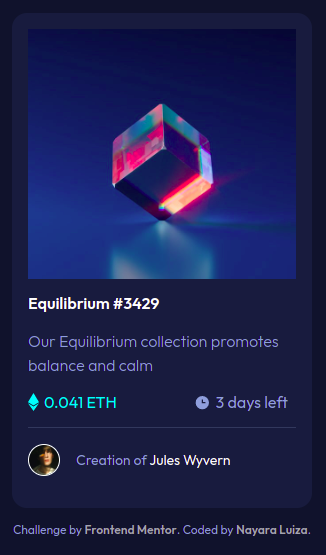 Equilibrium #3429
Our Equilibrium collection promotes
balance and calm
0.041 ETH
3 days left
Creation of Jules Wyvern
Challenge by Frontend Mentor. Coded by Nayara Luiza.